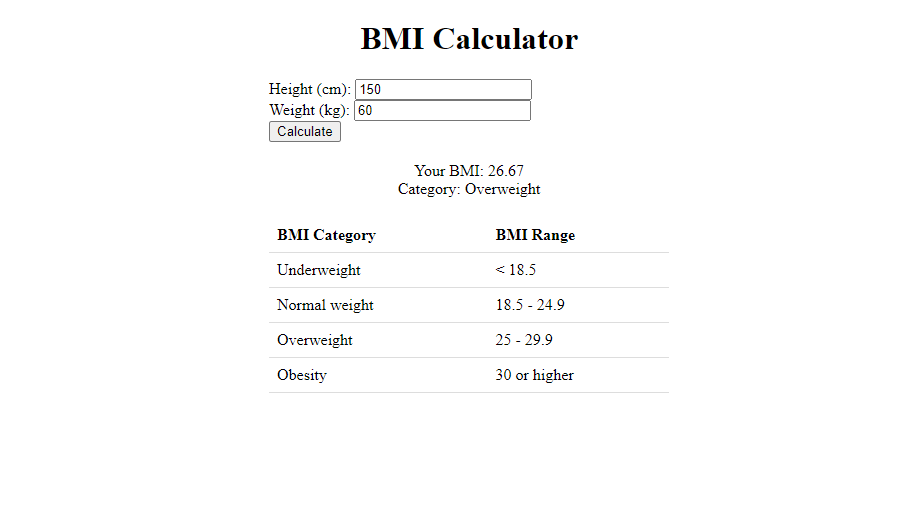 BMI Calculator
Height (cm): 150
Weight (kg): 60
Calculate
Your BMI: 26.67
Category: Overweight
BMI Category BMI Range
Underweight < 18.5
Normal weight 18.5 - 24.9
Overweight 25 - 29.9
Obesity 30 or higher